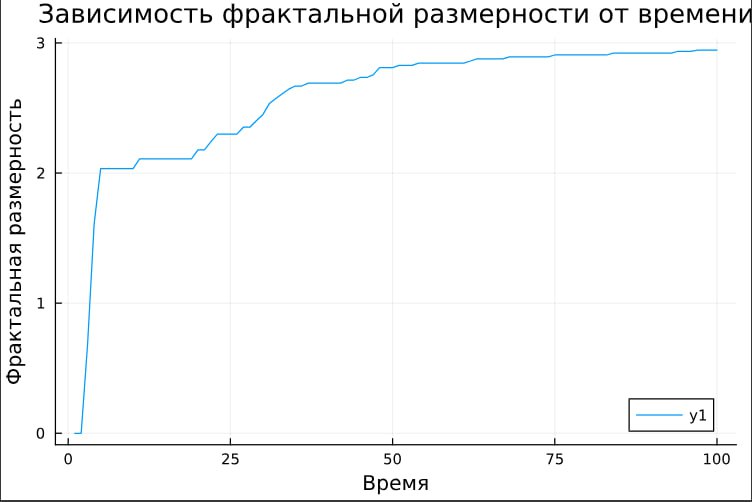 Зависимость фрактальной размерности от времени
Фрактальная размерность
3
2
1
0
0 25 50 75 100
Время
y1